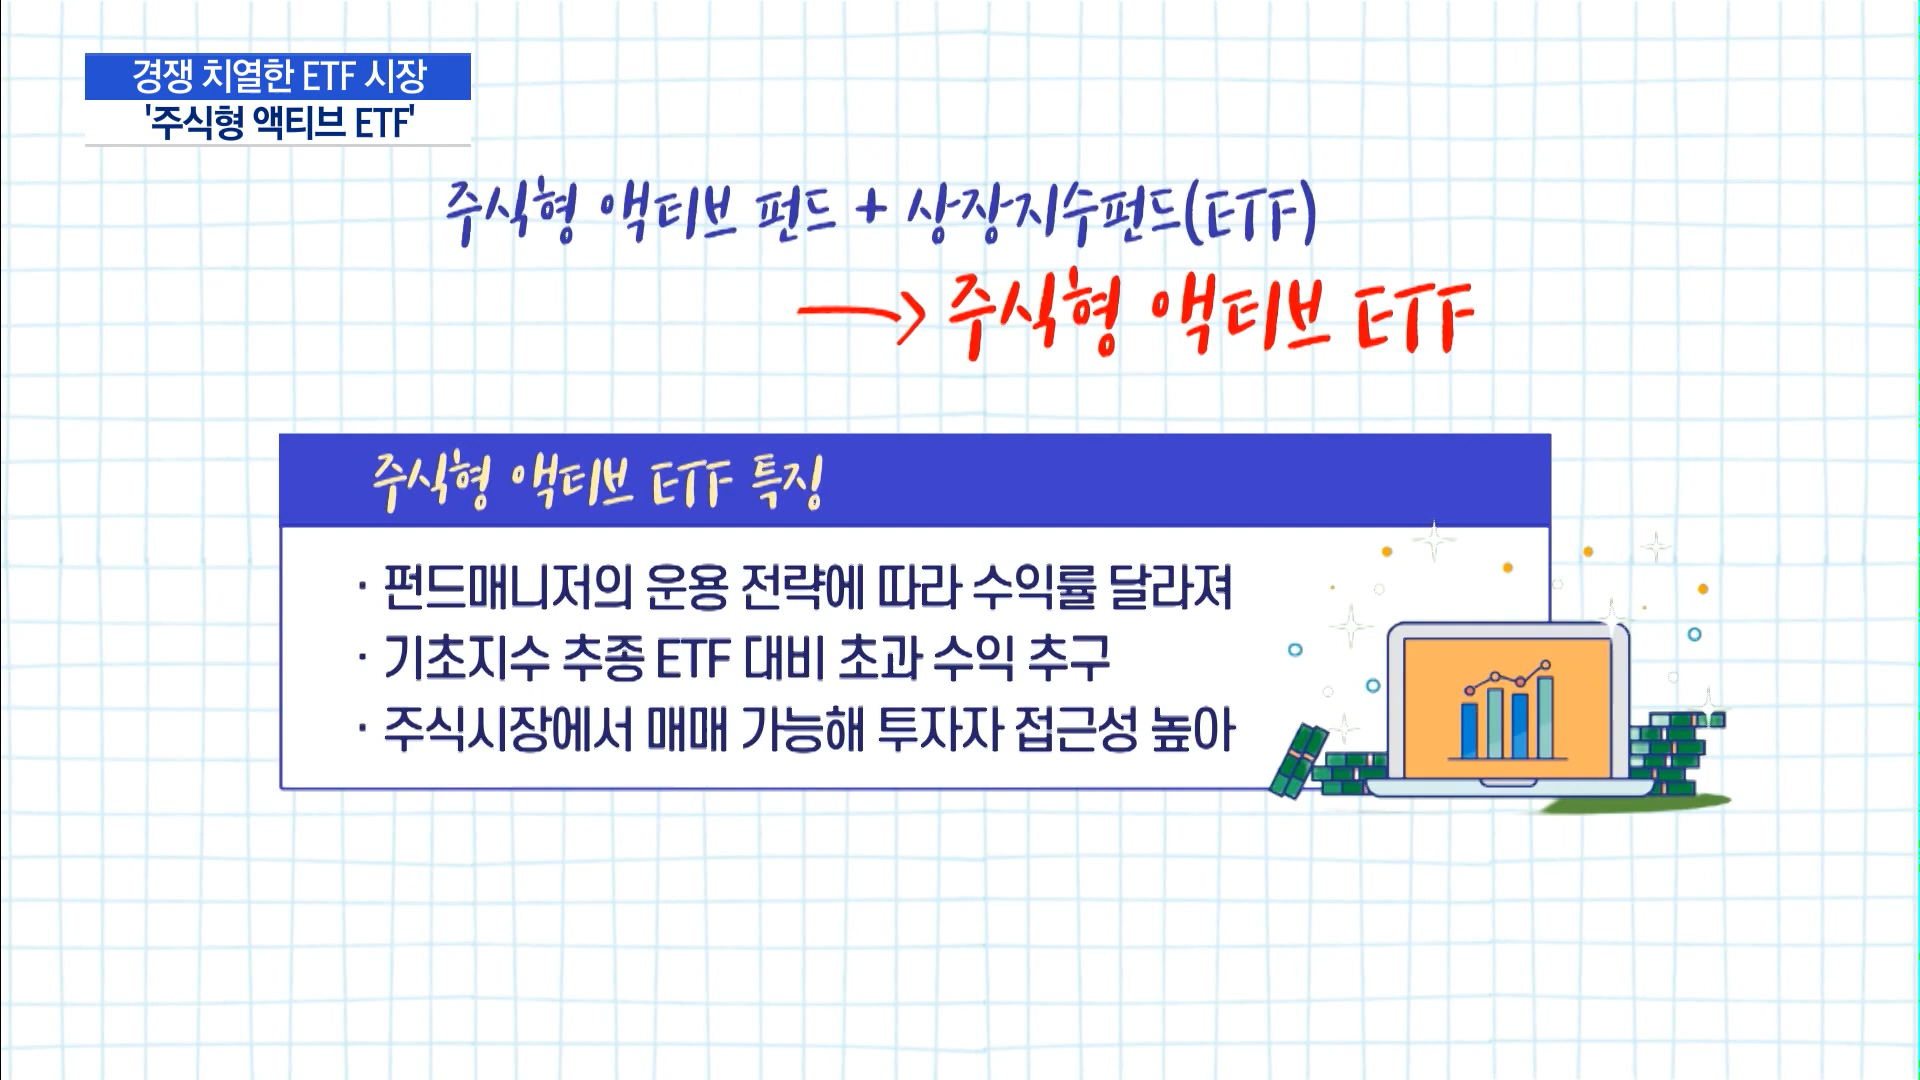 경쟁 치열한 ETF 시장
'주식형 액티브 ETF'
주식형 액티브 펀드 + 상장지수펀드(ETF)
→ 주식형 액티브 ETF
주식형 액티브 ETF 특징
· 펀드매니저의 운용 전략에 따라 수익률 달라져
· 기초지수 추종 ETF 대비 초과 수익 추구
· 주식시장에서 매매 가능해 투자자 접근성 높아